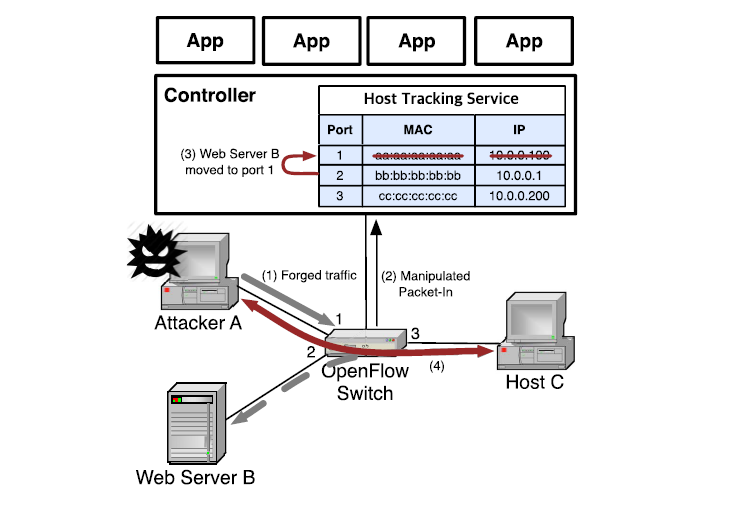 App
App
App
App
Controller
Host Tracking Service
Port MAC IP
1 aa:aa:aa:aa:aa 10.0.0.100
2 bb:bb:bb:bb:bb 10.0.0.1
3 cc:cc:cc:cc:cc 10.0.0.200
(3) Web Server B
moved to port 1
(1) Forged traffic
(2) Manipulated
Packet-In
Attacker A
1
2
3
(4)
OpenFlow
Switch
Host C
Web Server B